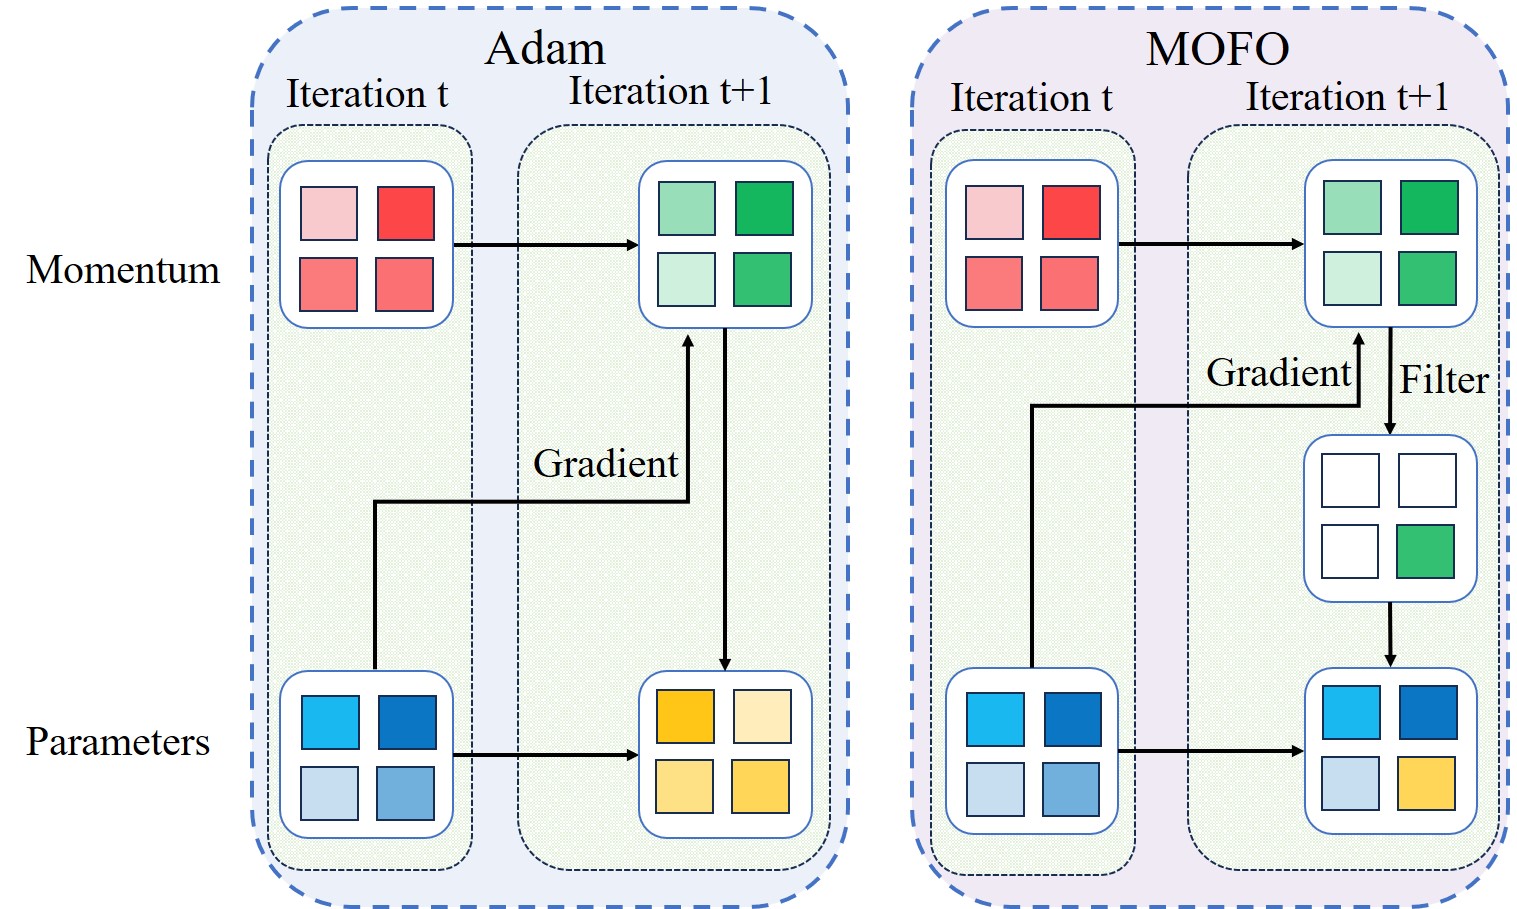 Adam
Iteration t
Iteration t+1
Gradient
MOFO
Iteration t
Iteration t+1
Gradient
Filter
Momentum
Parameters